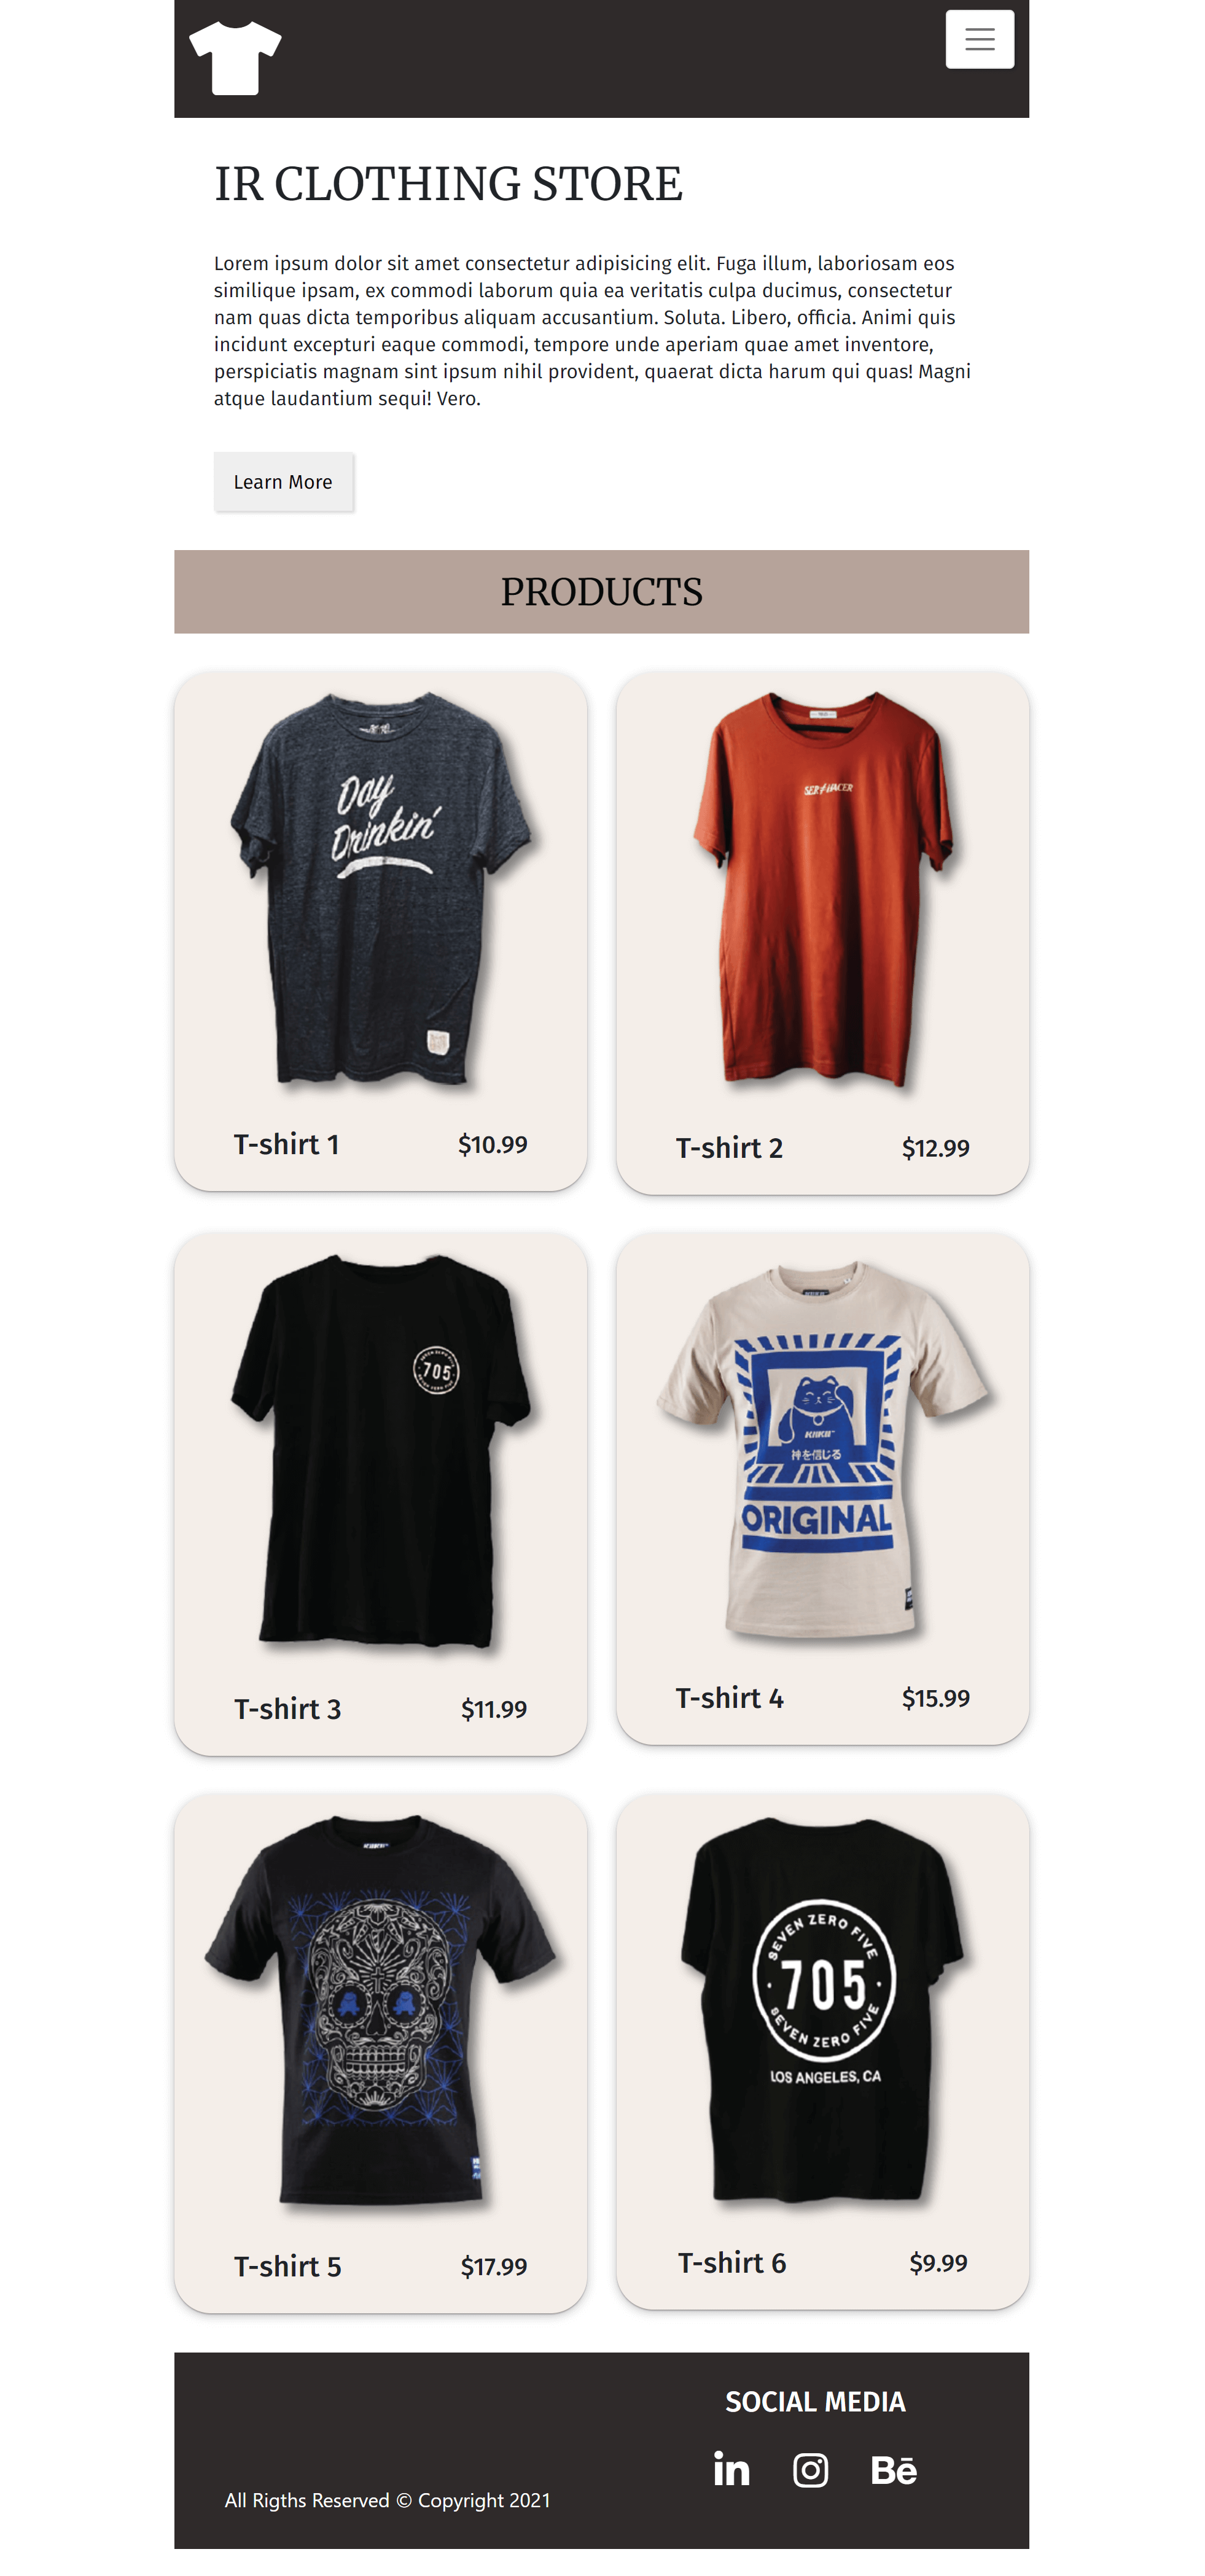 IR CLOTHING STORE
Lorem ipsum dolor sit amet consectetur adipisicing elit. Fuga illum, laboriosam eos
similique ipsam, ex commodi laborum quia ea veritatis culpa ducimus, consectetur
nam quas dicta temporibus aliquam accusantium. Soluta. Libero, officia. Animi quis
incidunt excepturi eaque commodi, tempore unde aperiam quae amet inventore,
perspiciatis magnam sint ipsum nihil provident, quaerat dicta harum qui quas! Magni
atque laudantium sequi! Vero.
Learn More
PRODUCTS
Day
Drinkin'
T-shirt 1
$10.99
HACER
T-shirt 2
$12.99
SEVEN ZERO FIVE
705
SEVEN ZERO FIVE
T-shirt 3
$11.99
神を信じる
ORIGINAL
T-shirt 4
$15.99
T-shirt 5
$17.99
SEVEN ZERO FIVE
· 705 ·
SEVEN ZERO FIVE
LOS ANGELES, CA
T-shirt 6
$9.99
SOCIAL MEDIA
in
Bē
All Rigths Reserved © Copyright 2021